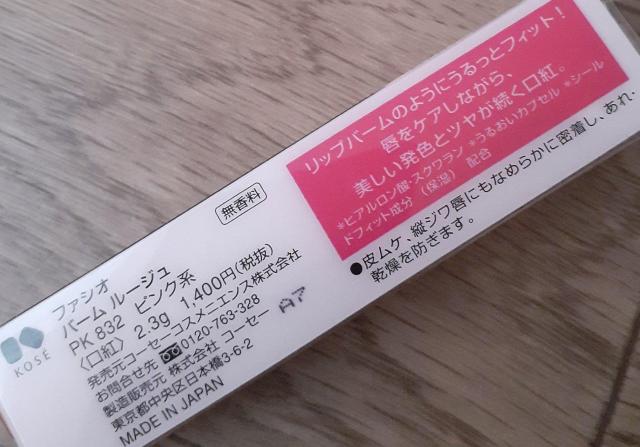 リップバームのようにうるっとフィット！
唇をケアしながら、
美しい発色とツヤが続く口紅。
*ヒアルロン酸・スクワラン *うるおいカプセル *シール
ドフィット成分 （保湿） 配合
●皮ムケ、縦ジワ唇にもなめらかに密着し、あれ・
乾燥を防ぎます。
無香料
KOSÉ
ファシオ
バーム ルージュ
PK 832 ピンク系
〈口紅〉 2.3g 1,400円（税抜）
発売元コーセーコスメニエンス株式会社
お問合せ先 0120-763-328
製造販売元 株式会社 コーセー
東京都中央区日本橋3-6-2
MADE IN JAPAN
A7